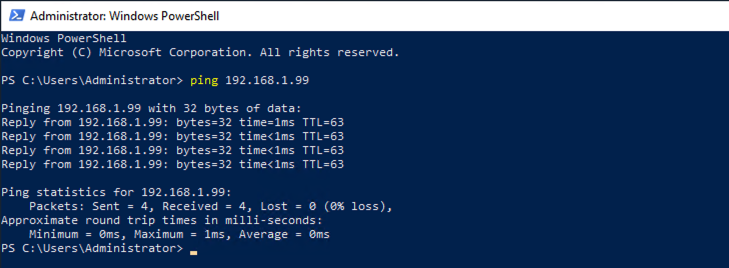 Administrator: Windows PowerShell
Windows PowerShell
Copyright (C) Microsoft Corporation. All rights reserved.
PS C:\Users\Administrator> ping 192.168.1.99
Pinging 192.168.1.99 with 32 bytes of data:
Reply from 192.168.1.99: bytes=32 time=1ms TTL=63
Reply from 192.168.1.99: bytes=32 time<1ms TTL=63
Reply from 192.168.1.99: bytes=32 time<1ms TTL=63
Reply from 192.168.1.99: bytes=32 time<1ms TTL=63
Ping statistics for 192.168.1.99:
Packets: Sent = 4, Received = 4, Lost = 0 (0% loss),
Approximate round trip times in milli-seconds:
Minimum = 0ms, Maximum = 1ms, Average = 0ms
PS C:\Users\Administrator>